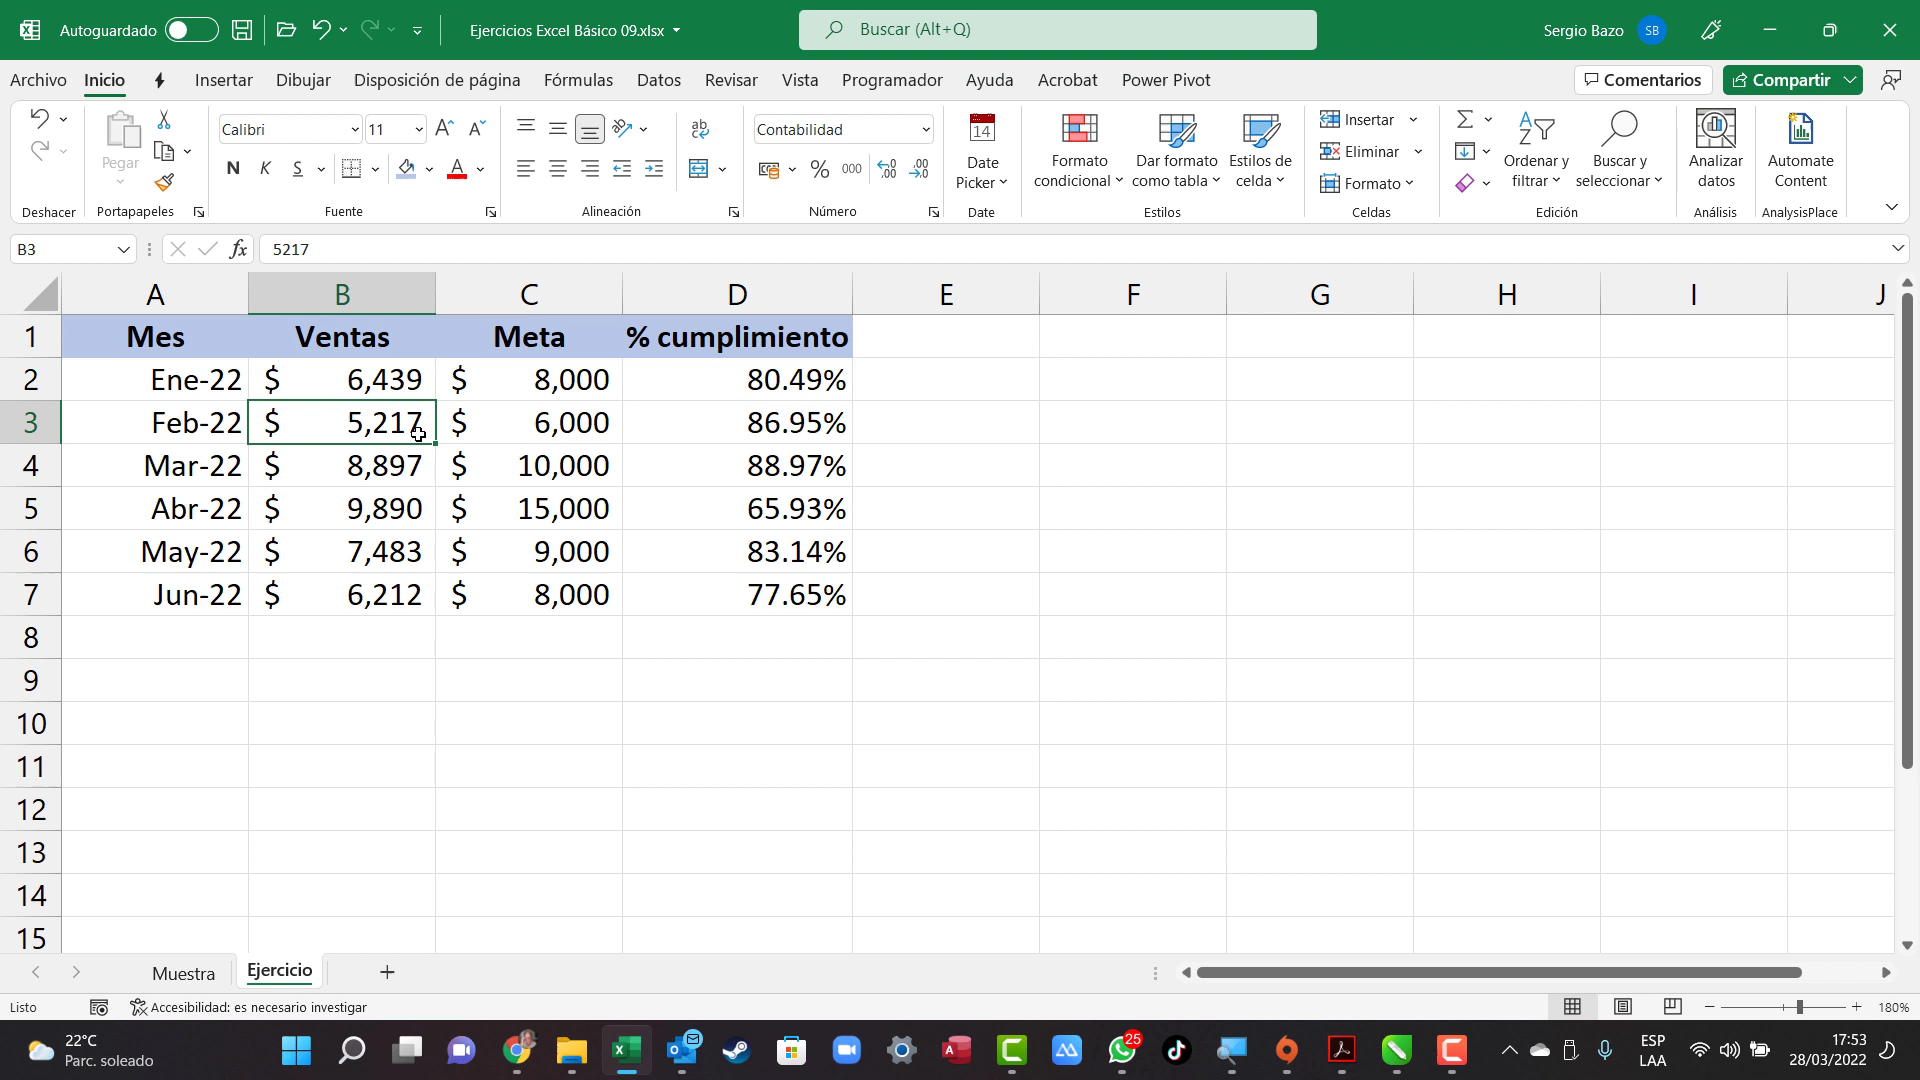 Autoguardado
Ejercicios Excel Básico 09.xlsx
Buscar (Alt+Q)
Sergio Bazo
SB
Archivo
Inicio
Insertar
Dibujar
Disposición de página
Fórmulas
Datos
Revisar
Vista
Programador
Ayuda
Acrobat
Power Pivot
Comentarios
Compartir
Deshacer
Pegar
Portapapeles
Calibri
11
N K S
Fuente
Alineación
Contabilidad
% 000
Número
14
Date
Picker
Date
Formato
condicional
Dar formato
como tabla
Estilos de
celda
Estilos
Insertar
Eliminar
Formato
Celdas
Ordenar y
filtrar
Buscar y
seleccionar
Edición
Analizar
datos
Análisis
Automate
Content
AnalysisPlace
B3
fx
5217
A B C D E F G H I J
1 Mes Ventas Meta % cumplimiento
2 Ene-22 $ 6,439 $ 8,000 80.49%
3 Feb-22 $ 5,217 $ 6,000 86.95%
4 Mar-22 $ 8,897 $ 10,000 88.97%
5 Abr-22 $ 9,890 $ 15,000 65.93%
6 May-22 $ 7,483 $ 9,000 83.14%
7 Jun-22 $ 6,212 $ 8,000 77.65%
8
9
10
11
12
13
14
15
Muestra
Ejercicio
Listo
Accesibilidad: es necesario investigar
180%
22°C
Parc. soleado
25
ESP
LAA
17:53
28/03/2022